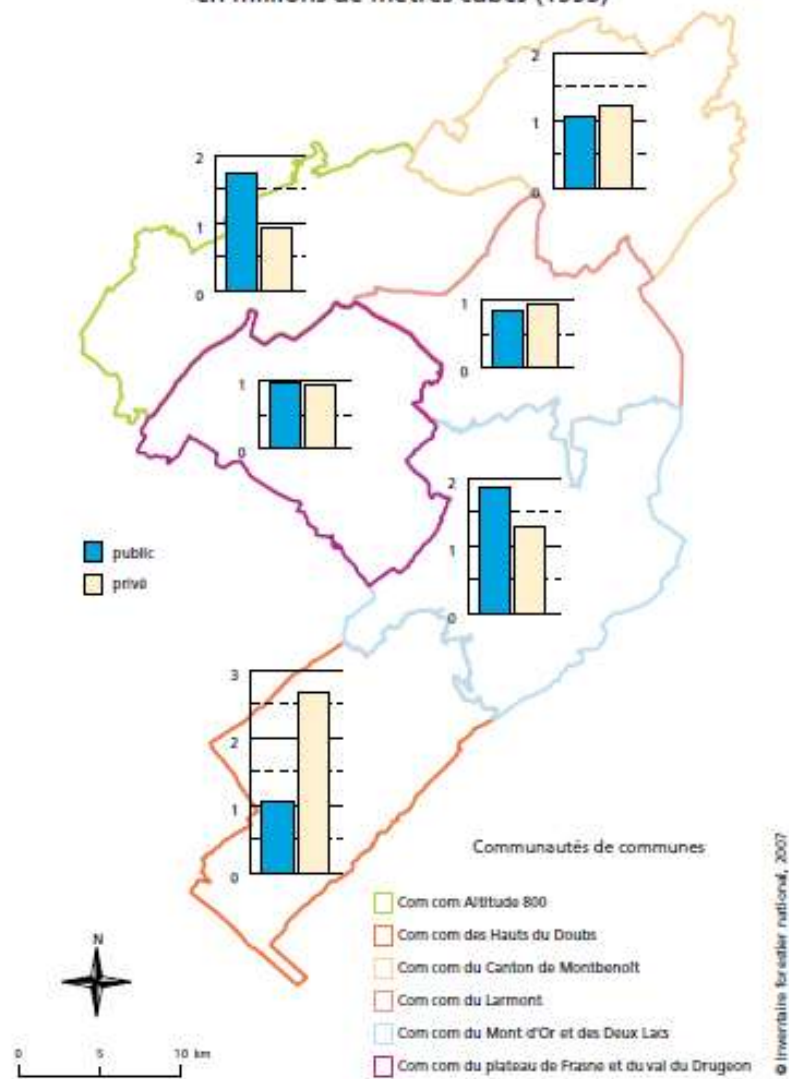 en millions de mètres cubes (1995)
2
1
0
2
1
0
1
0
1
0
2
1
0
public
privé
3
2
1
0
Communautés de communes
Com com Altitude 800
Com com des Hauts du Doubs
Com com du Canton de Montbenoît
Com com du Larmont
Com com du Mont d'Or et des Deux Lacs
Com com du plateau de Frasne et du val du Drugeon
N
0 5 10 km
© Inventaire forestier national, 2007